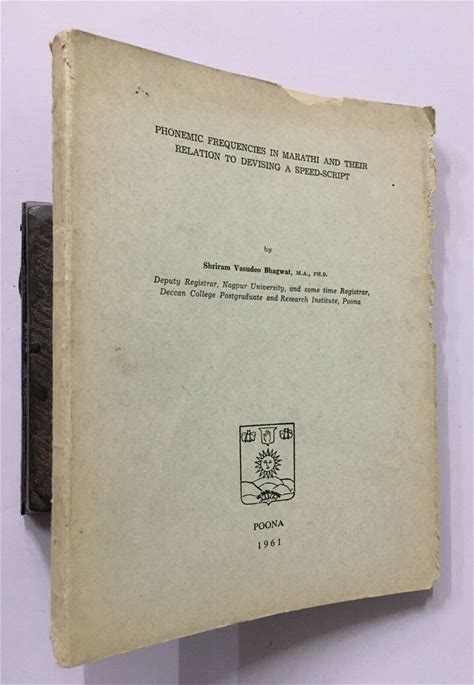 PHONEMIC FREQUENCIES IN MARATHI AND THEIR
RELATION TO DEVISING A SPEED-SCRIPT
by
Shriram Vasudeo Bhagwat, M.A., PH.D.
Deputy Registrar, Nagpur University, and some time Registrar,
Deccan College Postgraduate and Research Institute, Poona
POONA
1961